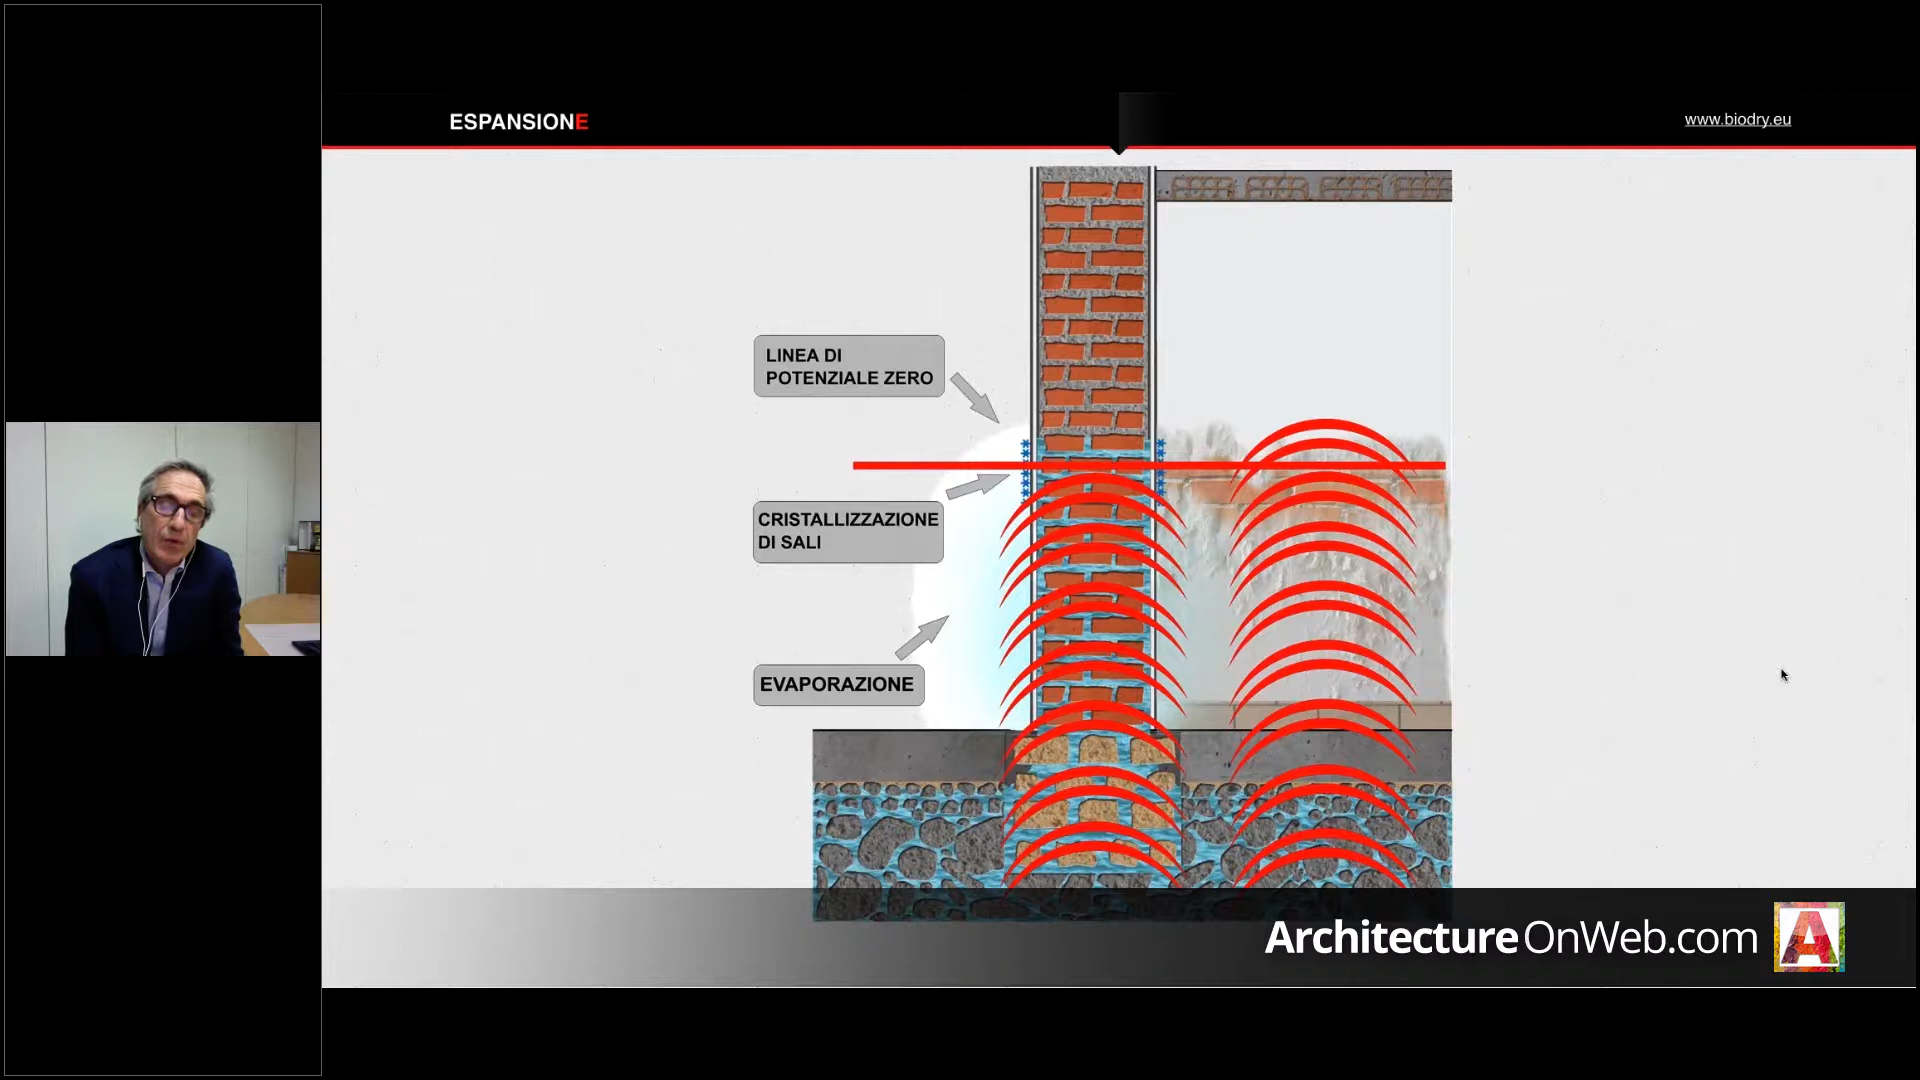 ESPANSIONE
www.biodry.eu
LINEA DI
POTENZIALE ZERO
CRISTALLIZZAZIONE
DI SALI
EVAPORAZIONE
ArchitectureOnWeb.com
A